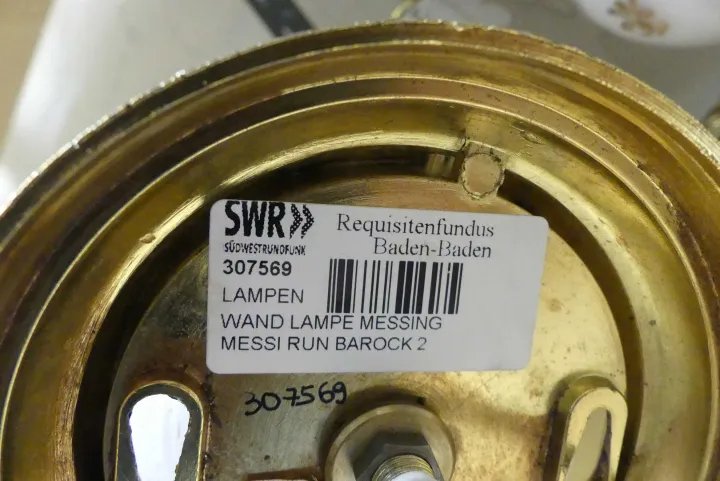 SWR» Requisitenfundus
SÜDWESTRUNDFUNK Baden-Baden
307569
LAMPEN
WAND LAMPE MESSING
MESSI RUN BAROCK 2
307569